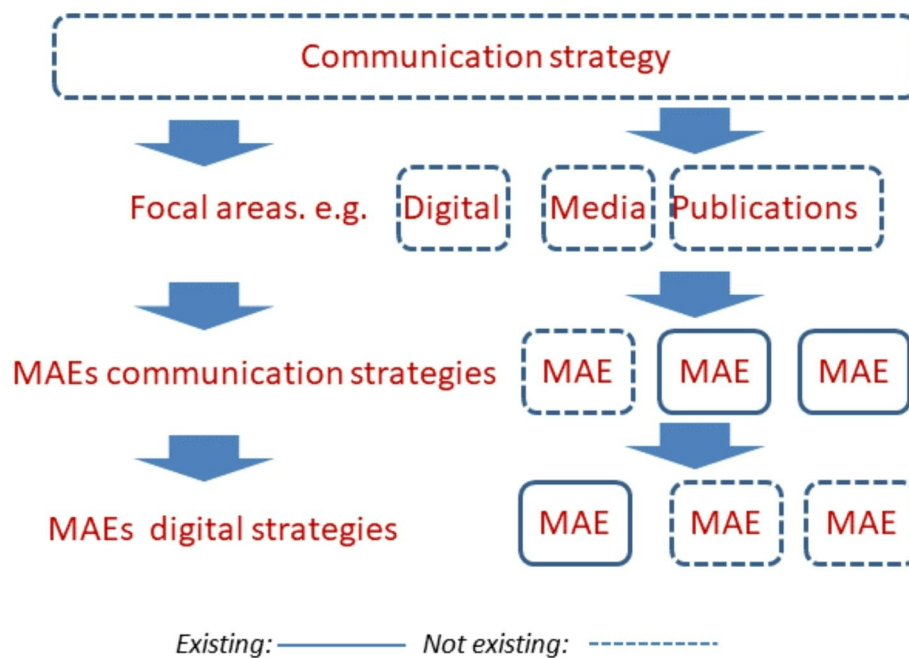 Communication strategy
Focal areas. e.g. Digital Media Publications
MAEs communication strategies MAE MAE MAE
MAEs digital strategies MAE MAE MAE
Existing: Not existing: